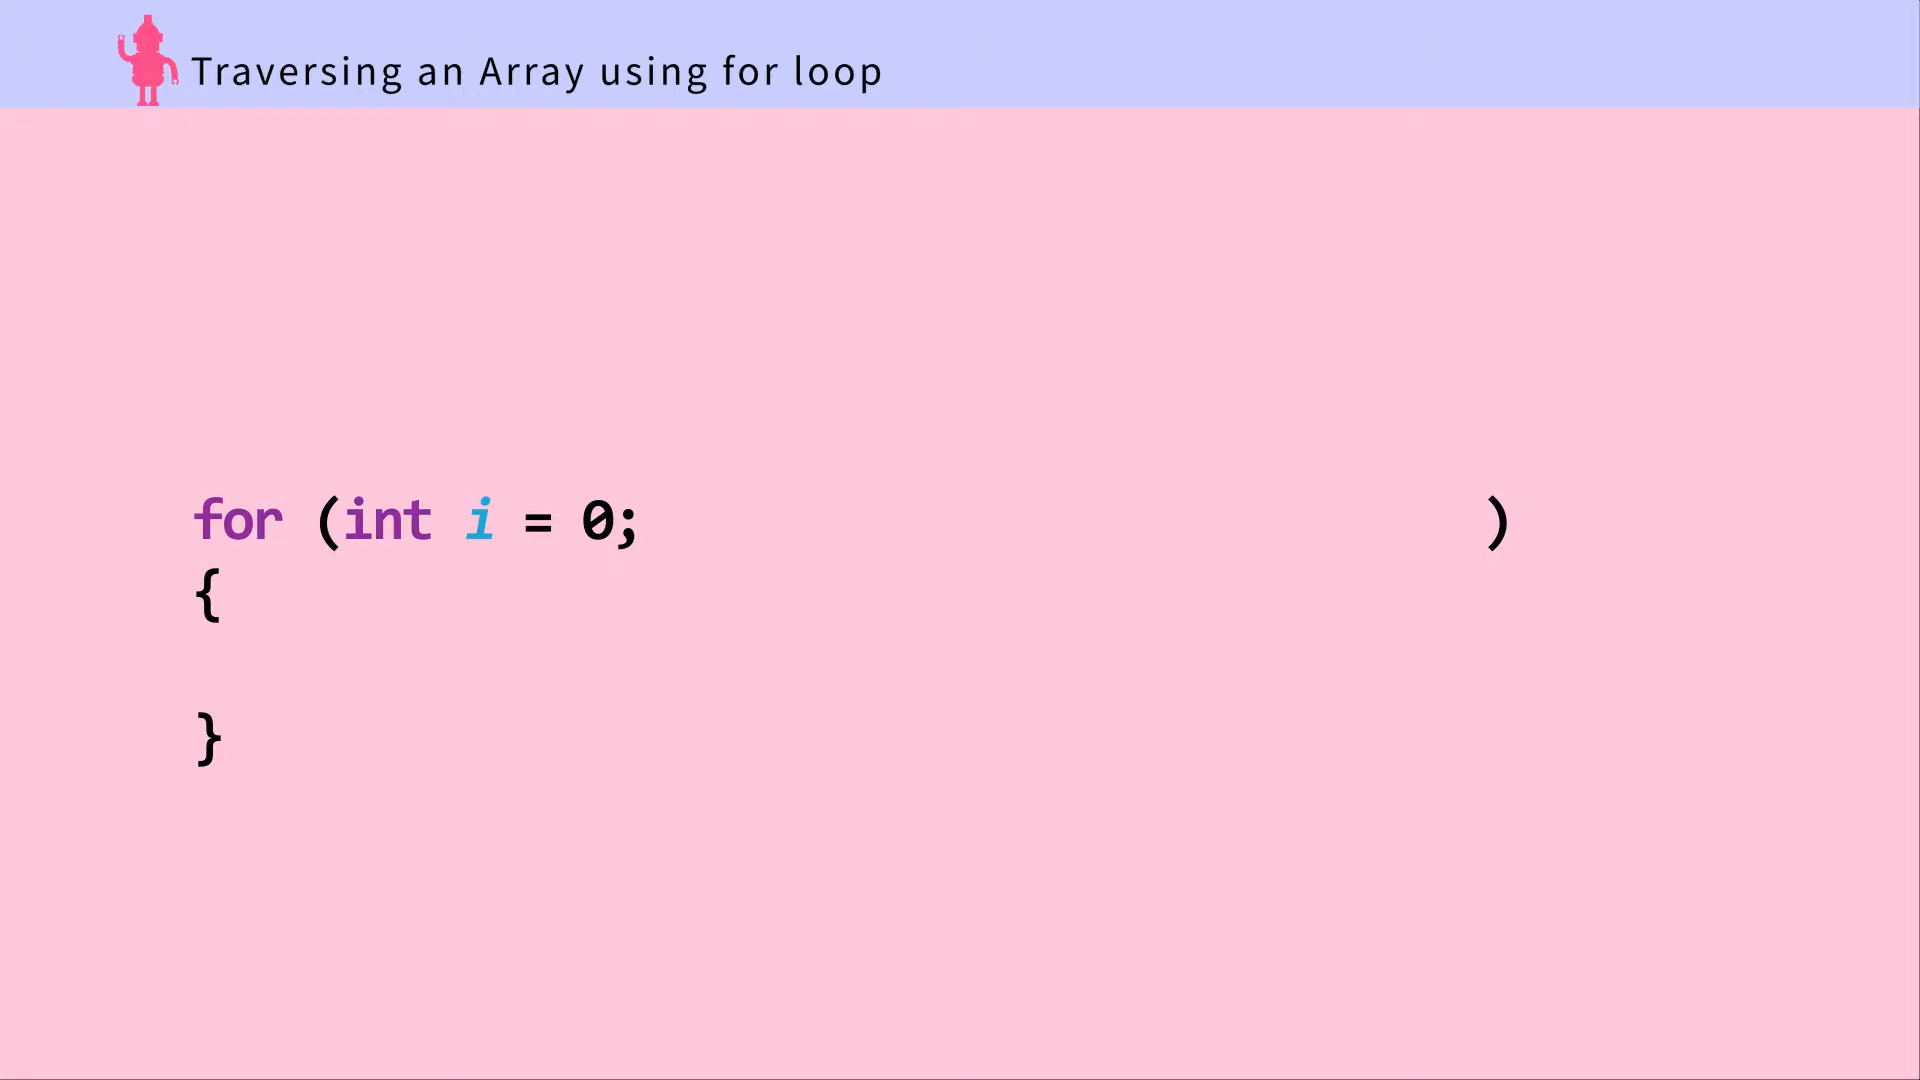 Traversing an Array using for loop
for (int i = 0; )
{
}